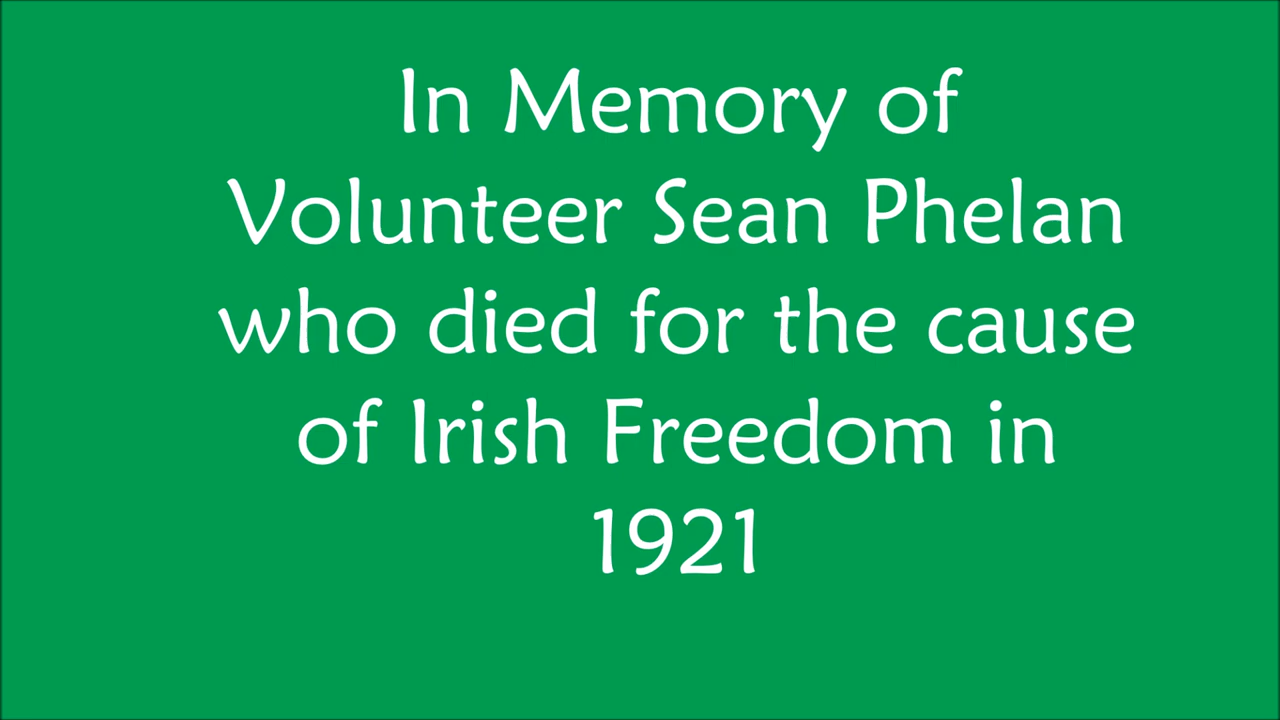 In Memory of
Volunteer Sean Phelan
who died for the cause
of Irish Freedom in
1921